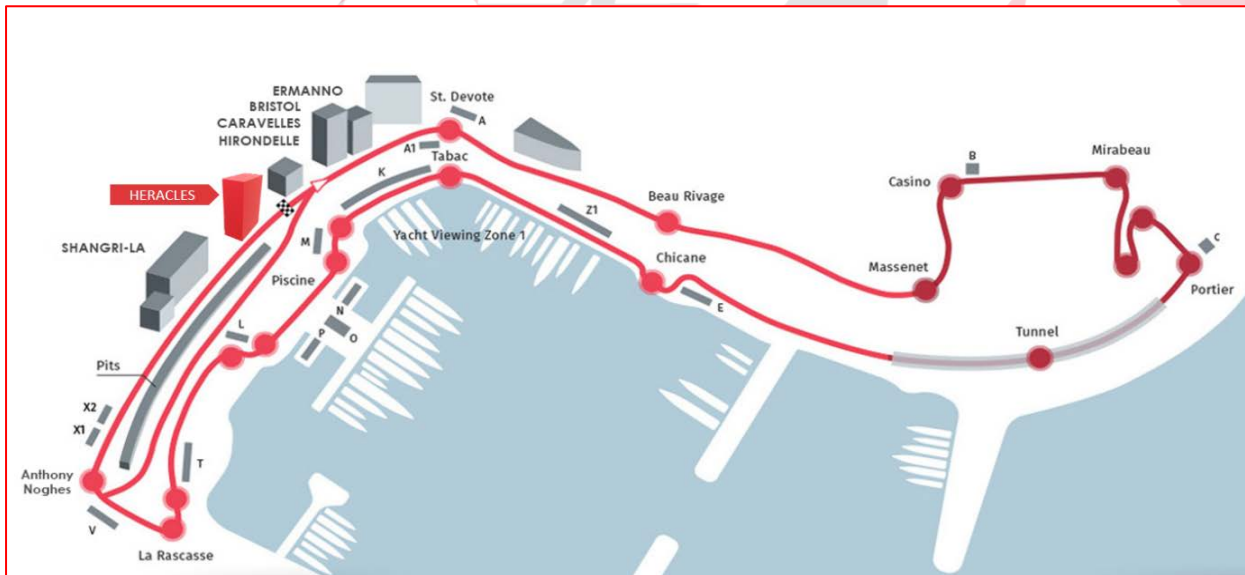 ERMANNO
BRISTOL
CARAVELLES
HIRONDELLE
St. Devote
A
A1
Tabac
K
HERACLES
SHANGRI-LA
M
Piscine
Yacht Viewing Zone 1
Z1
Beau Rivage
Chicane
E
Casino
B
Mirabeau
Massenet
C
Portier
Tunnel
N
O
P
L
Pits
X2
X1
T
Anthony
Noghes
V
La Rascasse